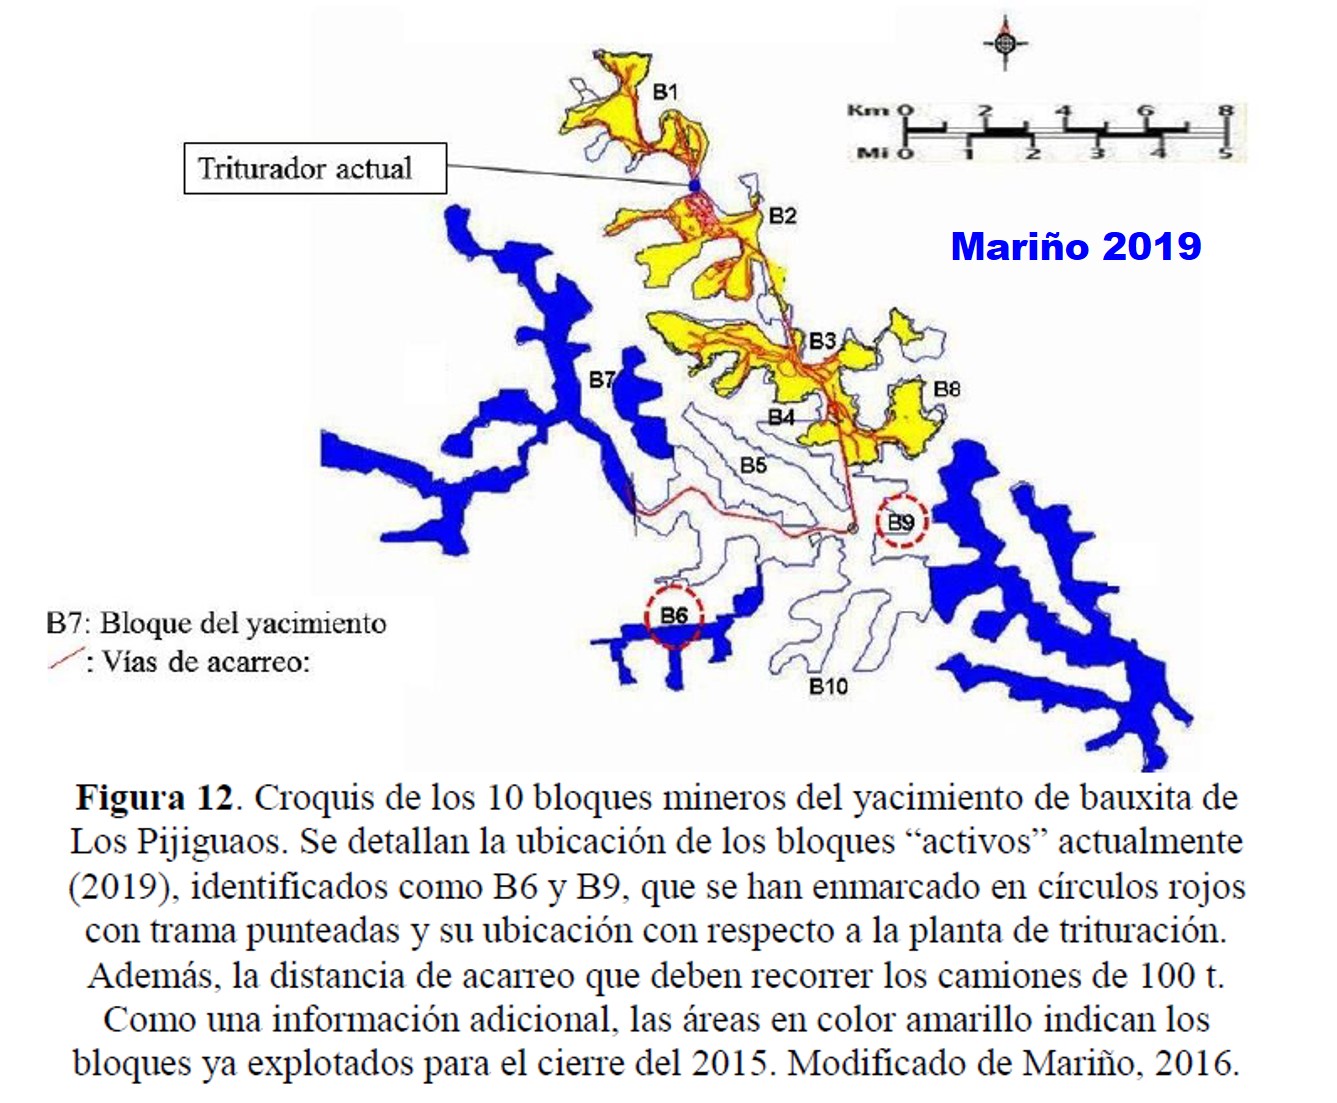 B1
Km 0 2 4 6 8
Mi 0 1 2 3 4 5
Triturador actual
B2
Mariño 2019
B3
B7
B8
B4
B5
B9
B6
B7: Bloque del yacimiento
: Vías de acarreo:
B10
Figura 12. Croquis de los 10 bloques mineros del yacimiento de bauxita de
Los Pijiguaos. Se detallan la ubicación de los bloques “activos” actualmente
(2019), identificados como B6 y B9, que se han enmarcado en círculos rojos
con trama punteadas y su ubicación con respecto a la planta de trituración.
Además, la distancia de acarreo que deben recorrer los camiones de 100 t.
Como una información adicional, las áreas en color amarillo indican los
bloques ya explotados para el cierre del 2015. Modificado de Mariño, 2016.